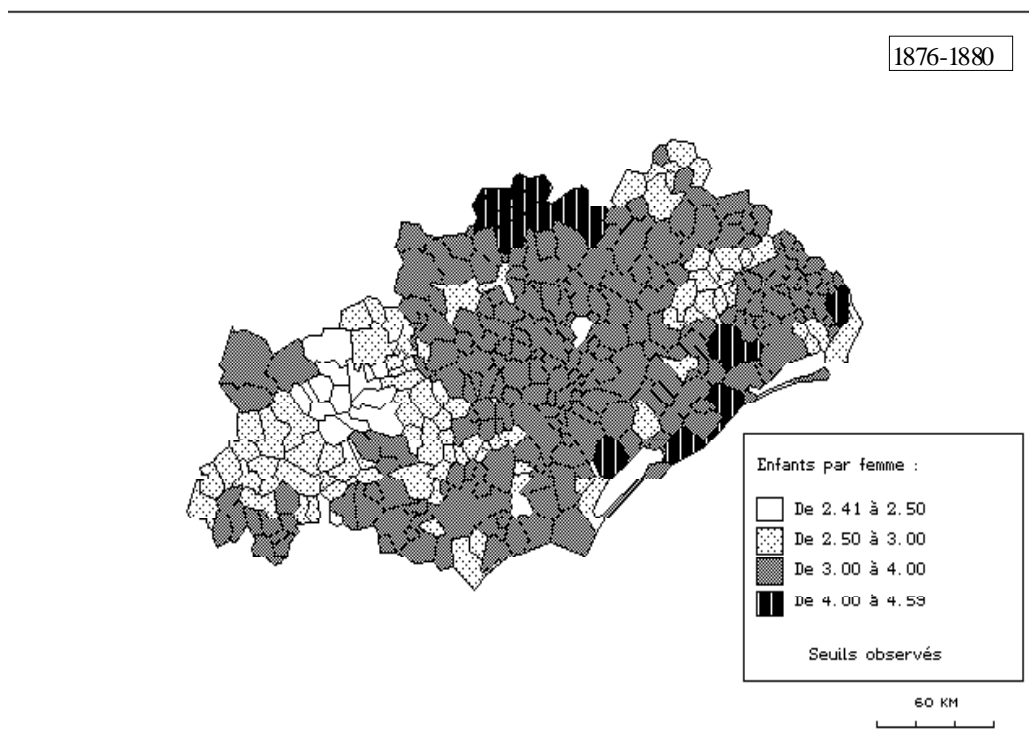 1876-1880
Enfants par femme :
De 2.41 à 2.50
De 2.50 à 3.00
De 3.00 à 4.00
De 4.00 à 4.59
Seuils observés
60 KM